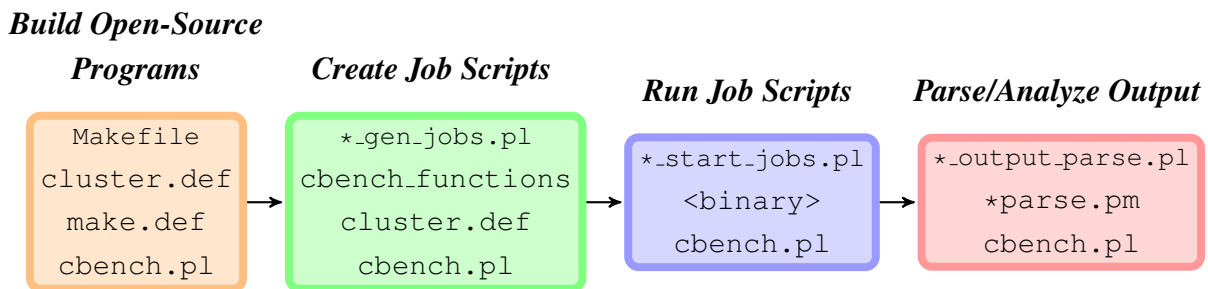 Build Open-Source
Programs
Makefile
cluster.def
make.def
cbench.pl
Create Job Scripts
*_gen_jobs.pl
cbench_functions
cluster.def
cbench.pl
Run Job Scripts
*_start_jobs.pl
<binary>
cbench.pl
Parse/Analyze Output
*_output_parse.pl
*parse.pm
cbench.pl